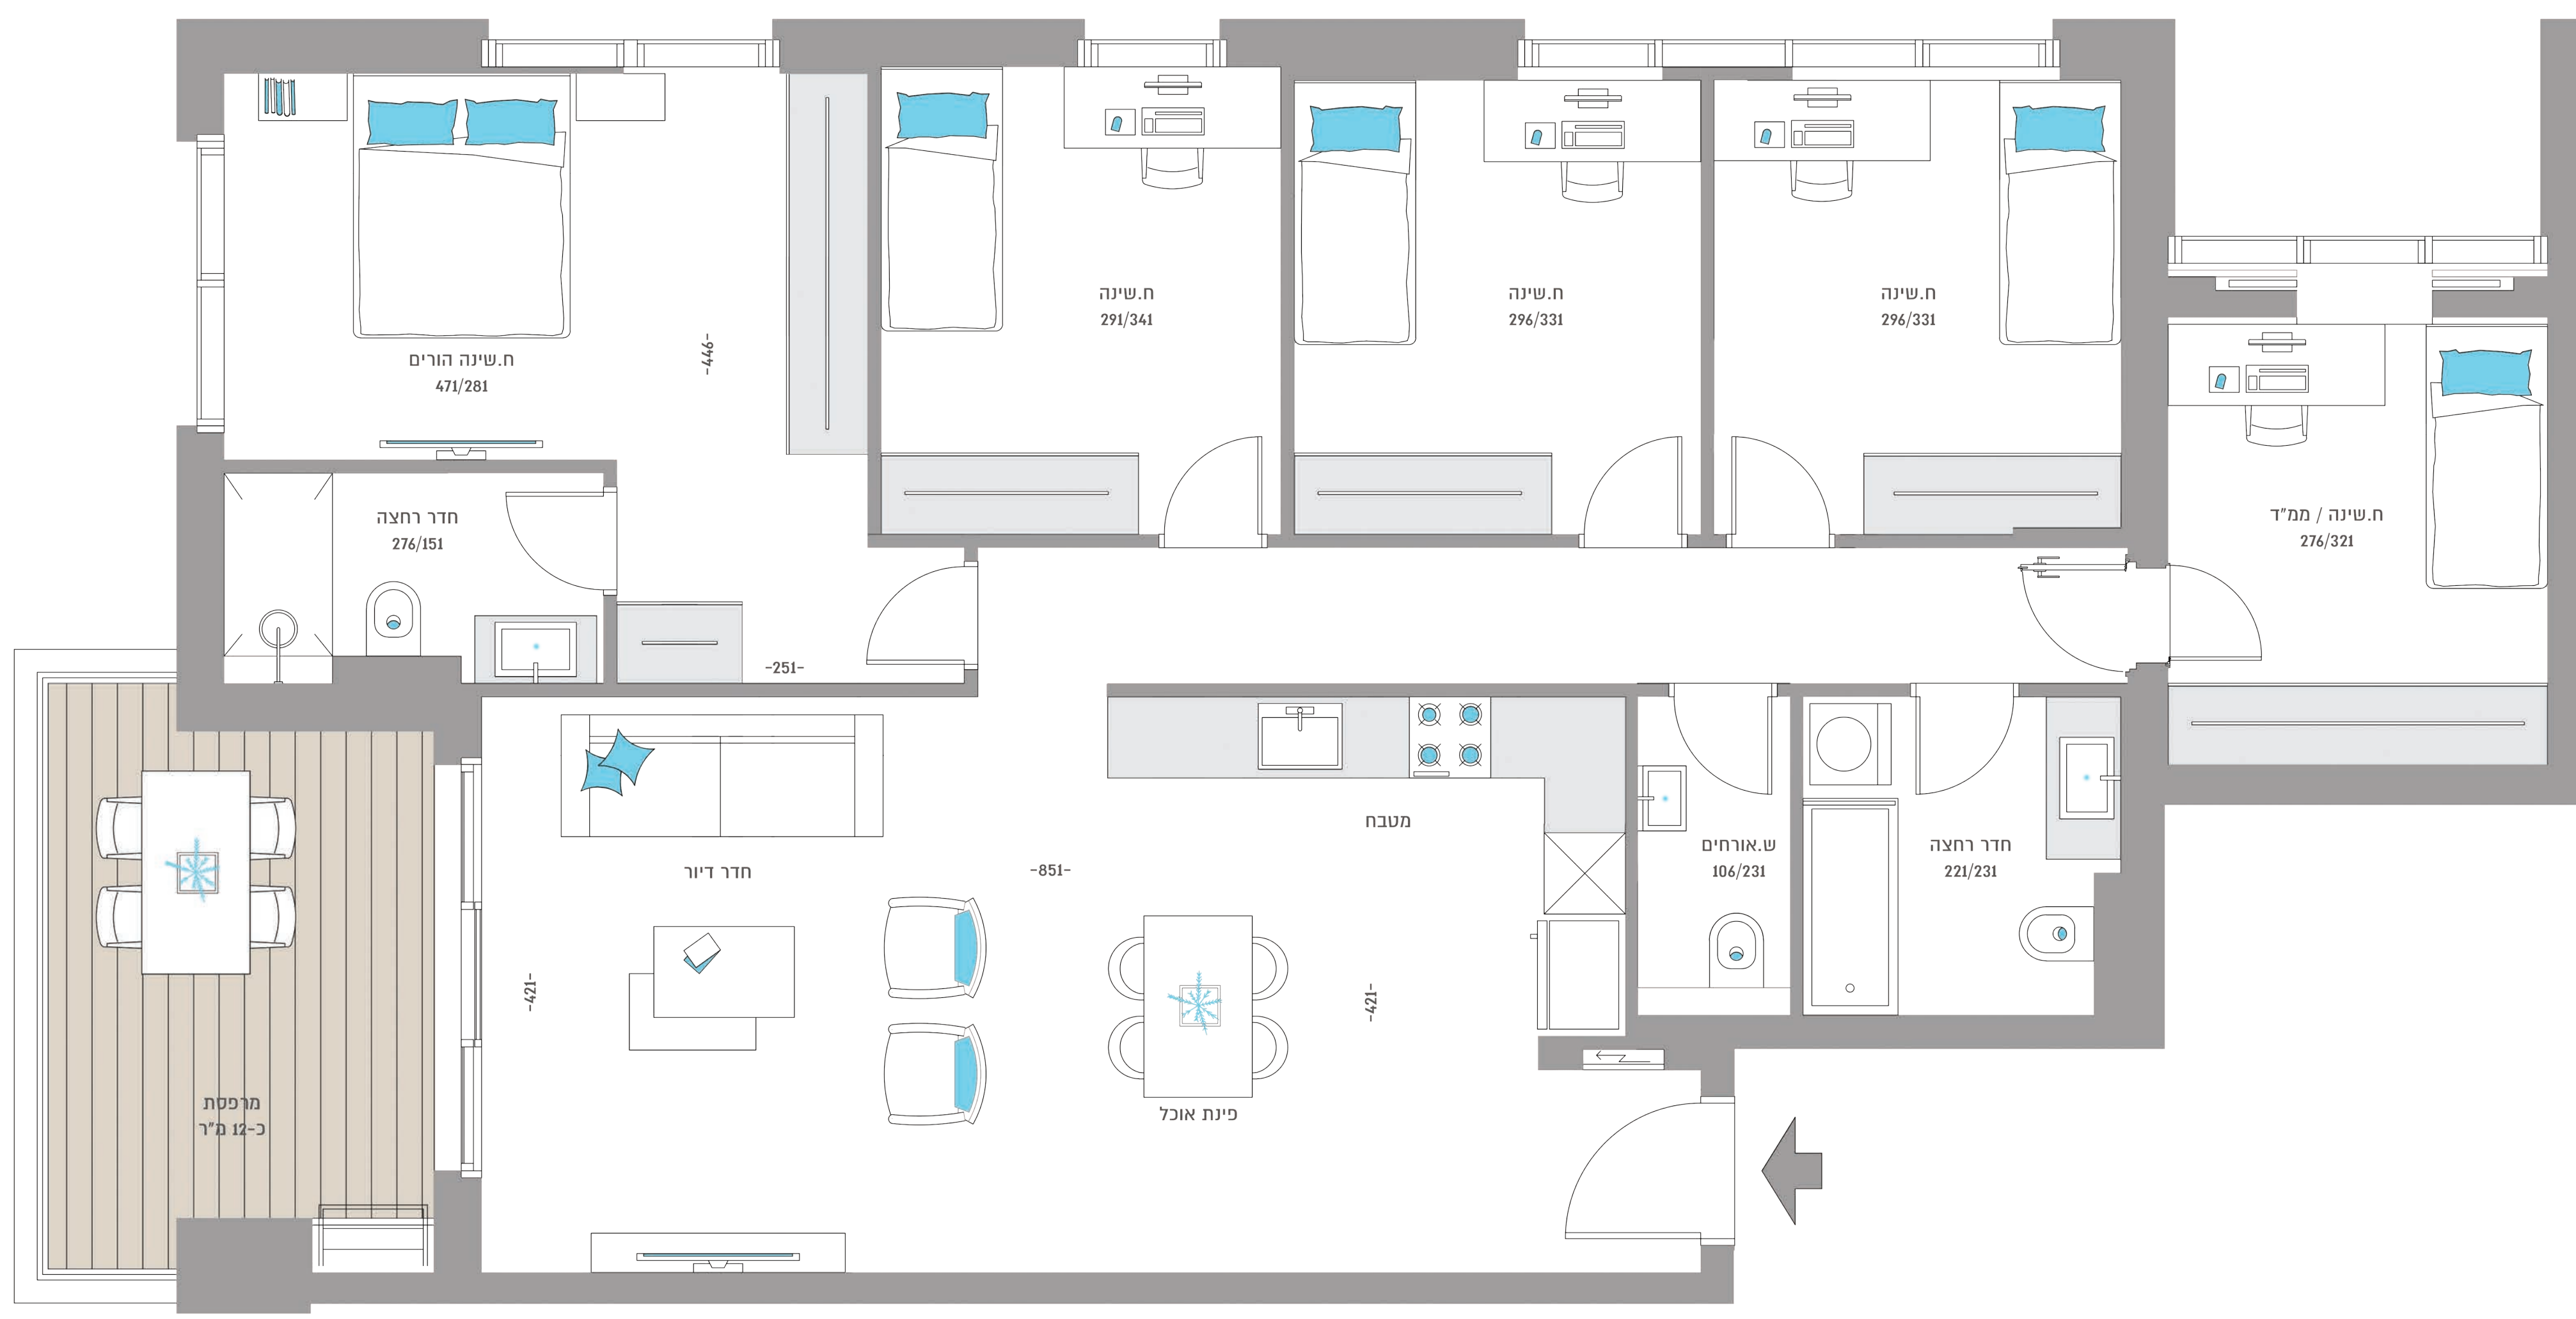 ח.שינה הורים
471/281
-446-
ח.שינה
291/341
ח.שינה
296/331
ח.שינה
296/331
ח.שינה / ממ"ד
276/321
חדר רחצה
276/151
-251-
מטבח
חדר דיור
-851-
ש.אורחים
106/231
חדר רחצה
221/231
-421-
-421-
פינת אוכל
מרפסת
כ-12 מ"ר